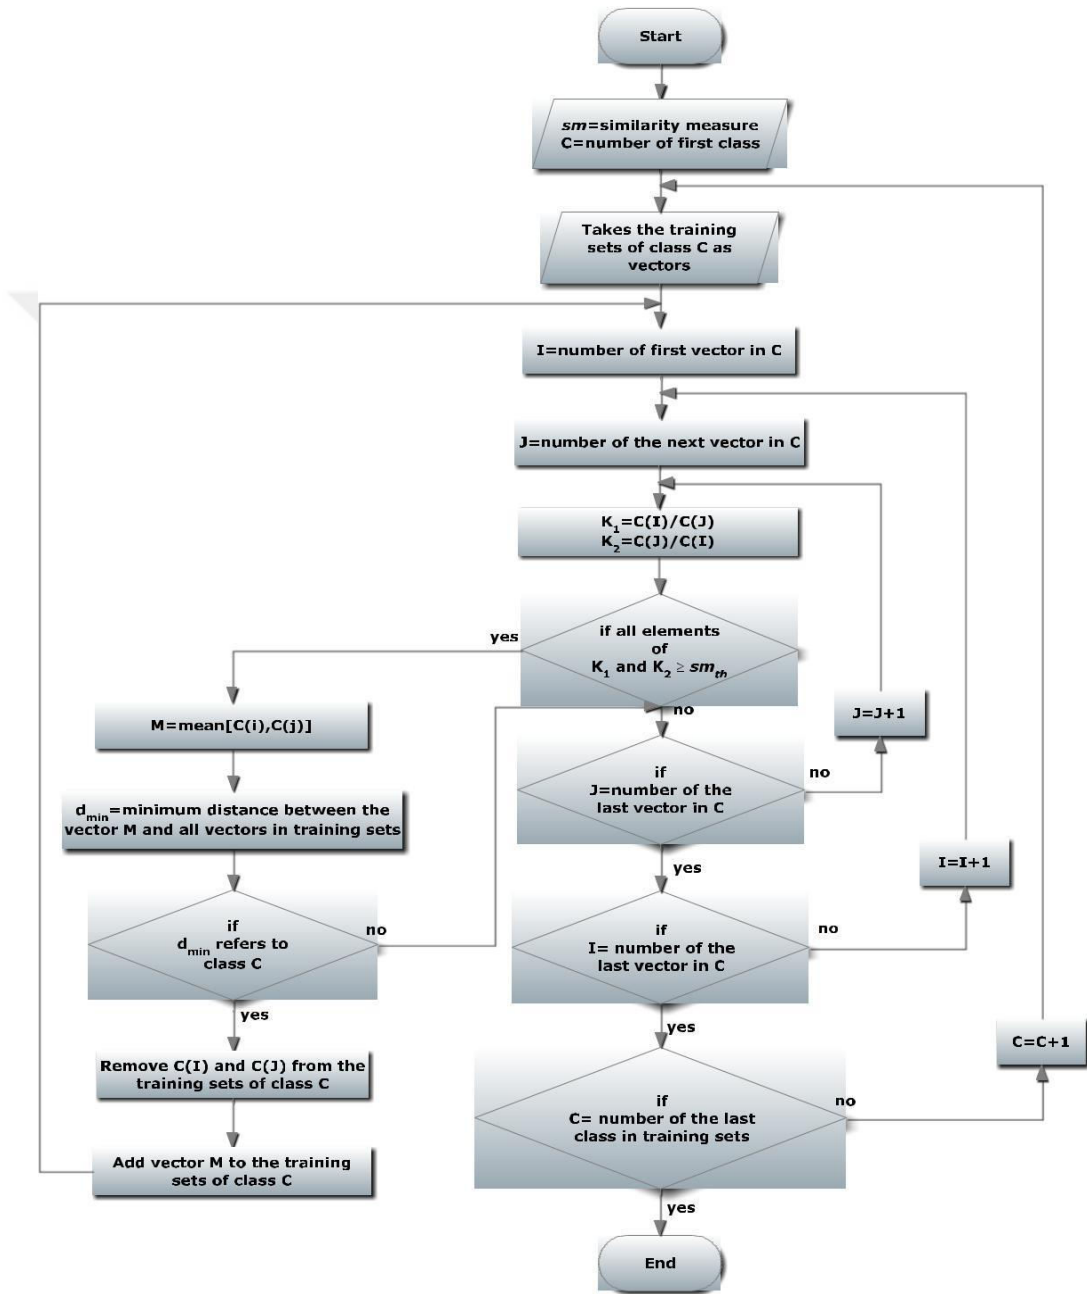 Start
sm=similarity measure
C=number of first class
Takes the training
sets of class C as
vectors
I=number of first vector in C
J=number of the next vector in C
K1=C(I)/C(J)
K2=C(J)/C(I)
if all elements
of
K1 and K2 ≥ smth
yes
no
M=mean[C(i),C(j)]
dmin=minimum distance between the
vector M and all vectors in training sets
if
dmin refers to
class C
no
yes
Remove C(I) and C(J) from the
training sets of class C
Add vector M to the training
sets of class C
if
J=number of the
last vector in C
no
yes
J=J+1
if
I= number of the
last vector in C
no
yes
I=I+1
if
C= number of the last
class in training sets
no
yes
C=C+1
End